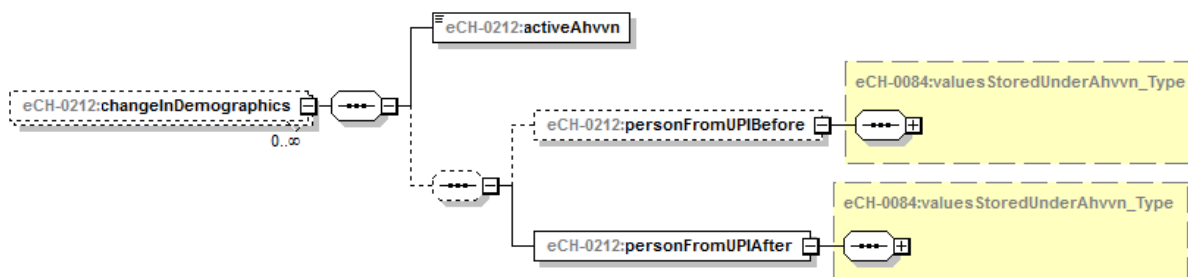 eCH-0212:activeAhvvn
eCH-0084:valuesStoredUnderAhvvn_Type
eCH-0212:changeInDemographics
0..∞
eCH-0212:personFromUPIBefore
eCH-0084:valuesStoredUnderAhvvn_Type
eCH-0212:personFromUPIAfter